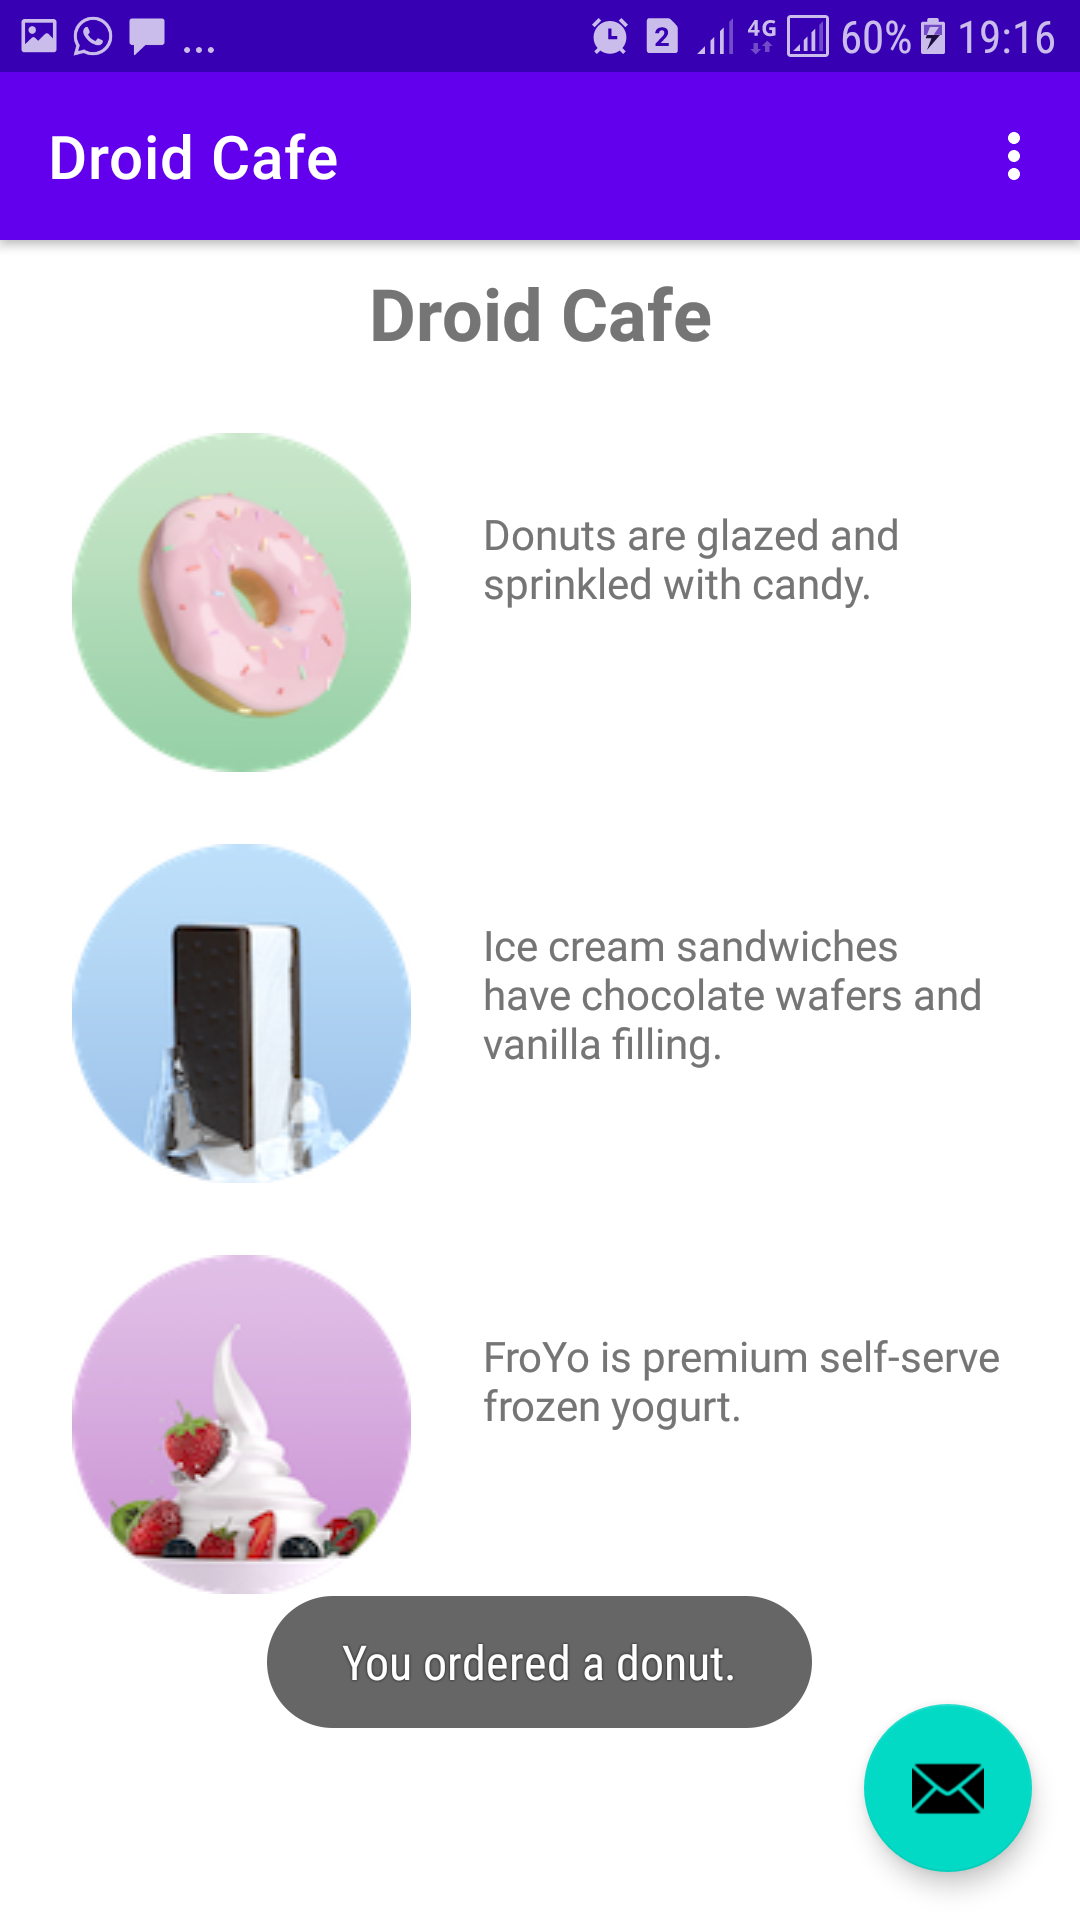 ... 2 4G 60% 19:16
Droid Cafe
Droid Cafe
Donuts are glazed and
sprinkled with candy.
Ice cream sandwiches
have chocolate wafers and
vanilla filling.
FroYo is premium self-serve
frozen yogurt.
You ordered a donut.